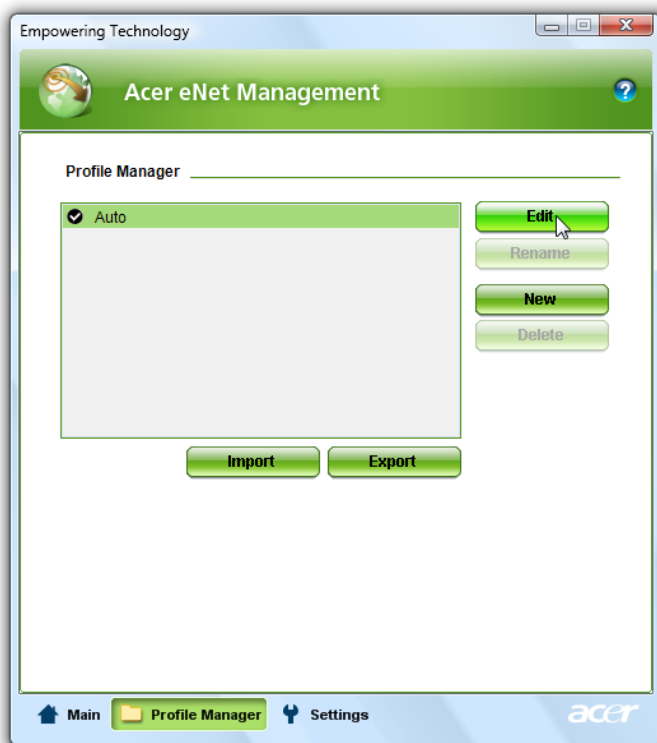 Empowering Technology
Acer eNet Management
?
Profile Manager
Auto
Edit
Rename
New
Delete
Import Export
Main Profile Manager Settings acer